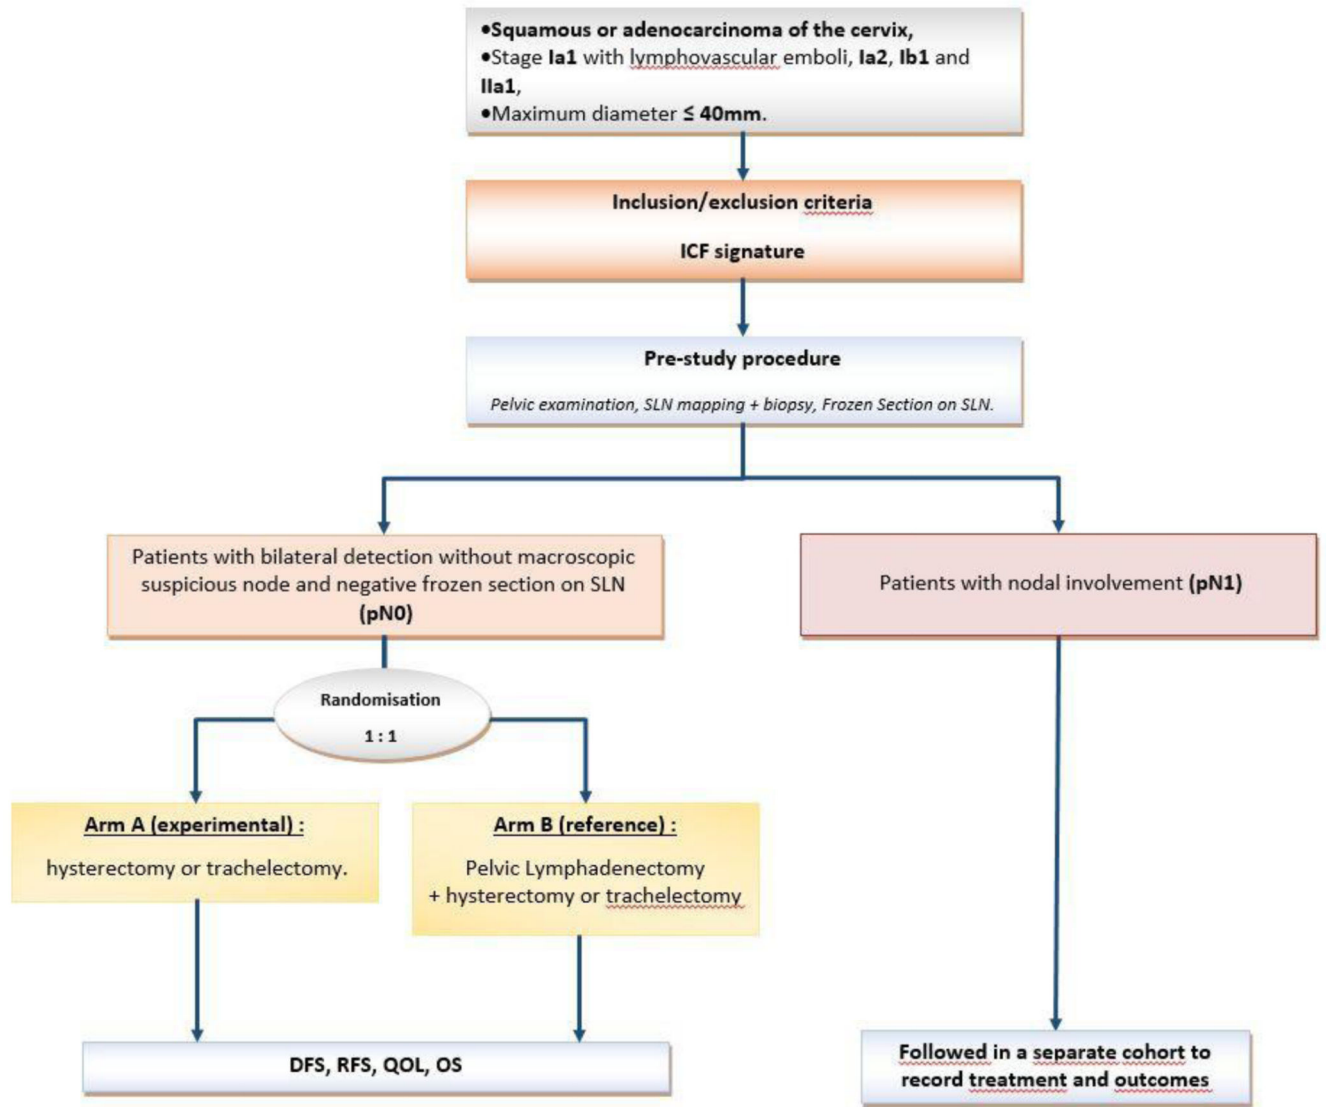 •Squamous or adenocarcinoma of the cervix,
•Stage Ia1 with lymphovascular emboli, Ia2, Ib1 and
IIa1,
•Maximum diameter ≤ 40mm.
Inclusion/exclusion criteria
ICF signature
Pre-study procedure
Pelvic examination, SLN mapping + biopsy, Frozen Section on SLN.
Patients with bilateral detection without macroscopic
suspicious node and negative frozen section on SLN
(pN0)
Patients with nodal involvement (pN1)
Randomisation
1 : 1
Arm A (experimental) :
hysterectomy or trachelectomy.
Arm B (reference) :
Pelvic Lymphadenectomy
+ hysterectomy or trachelectomy
DFS, RFS, QOL, OS
Followed in a separate cohort to
record treatment and outcomes